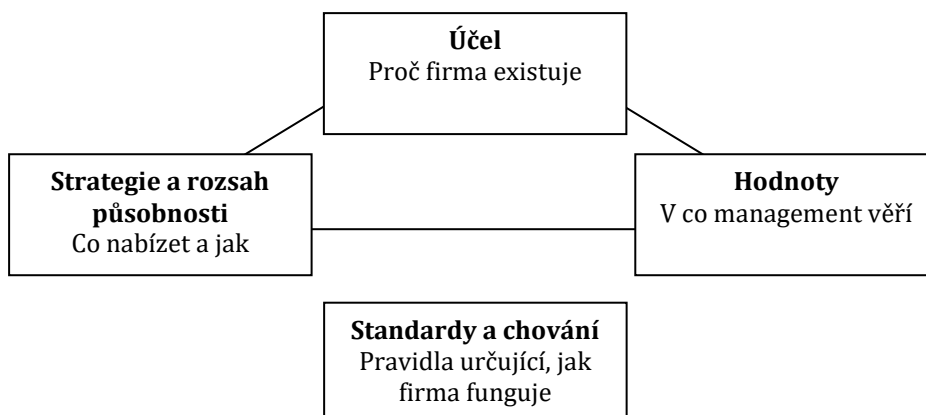 Účel
Proč firma existuje
Strategie a rozsah
působnosti
Co nabízet a jak
Hodnoty
V co management věří
Standardy a chování
Pravidla určující, jak
firma funguje